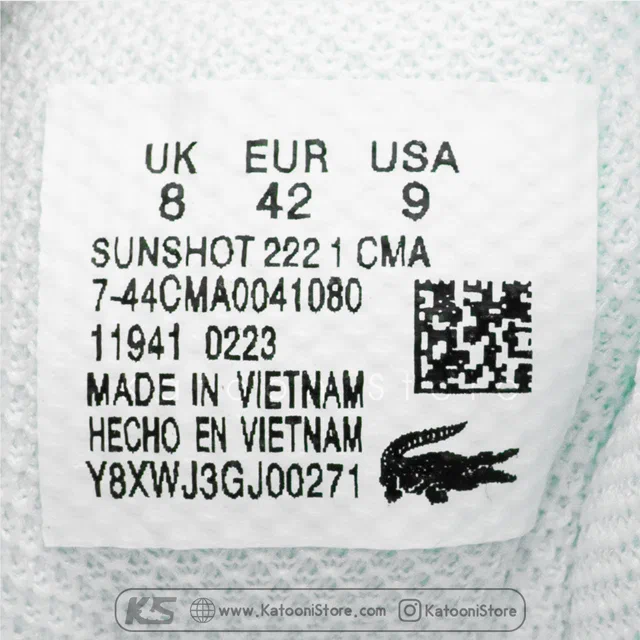 UK EUR USA
8 42 9
SUNSHOT 222 1 CMA
7-44CMA0041080
11941 0223
MADE IN VIETNAM
HECHO EN VIETNAM
Y8XWJ3GJ00271
KS www.KatooniStore.com KatooniStore